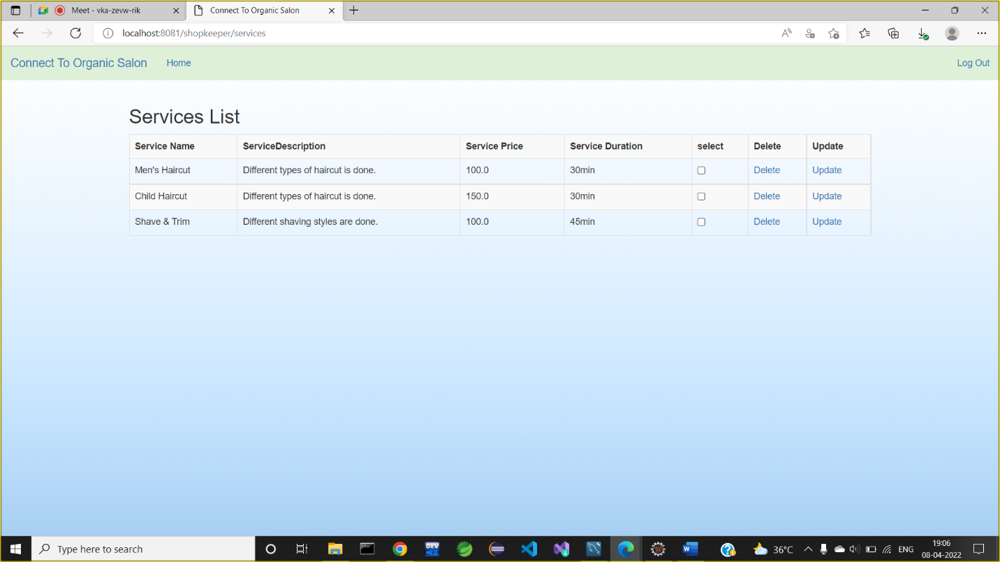 Meet - vka-zevw-rik
Connect To Organic Salon
localhost:8081/shopkeeper/services
Connect To Organic Salon Home Log Out
Services List
Service Name ServiceDescription Service Price Service Duration select Delete Update
Men's Haircut Different types of haircut is done. 100.0 30min Delete Update
Child Haircut Different types of haircut is done. 150.0 30min Delete Update
Shave & Trim Different shaving styles are done. 100.0 45min Delete Update
Type here to search
DEV
36°C
ENG
19:06
08-04-2022